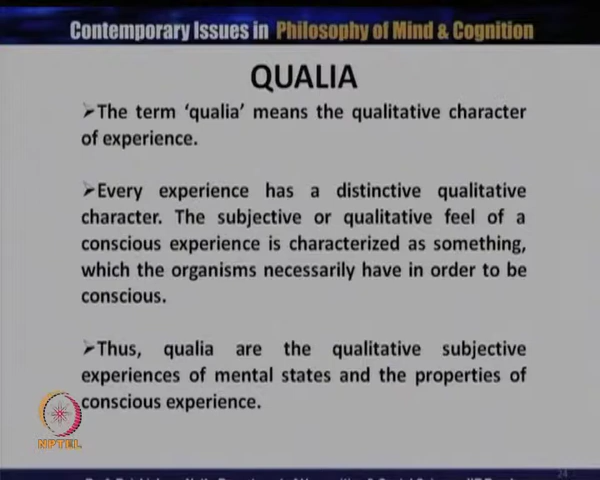 Contemporary Issues in Philosophy of Mind & Cognition
QUALIA
➢The term ‘qualia’ means the qualitative character
of experience.
➢Every experience has a distinctive qualitative
character. The subjective or qualitative feel of a
conscious experience is characterized as something,
which the organisms necessarily have in order to be
conscious.
➢Thus, qualia are the qualitative subjective
experiences of mental states and the properties of
conscious experience.
NPTEL
24